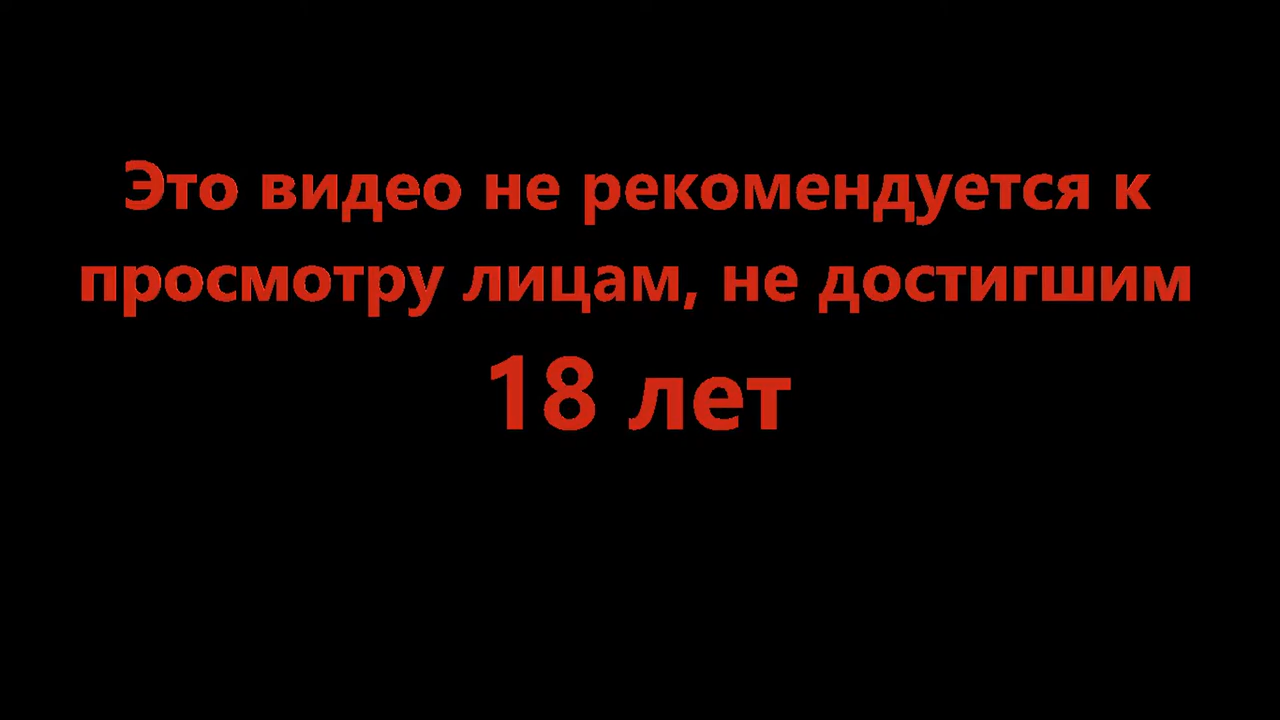 Это видео не рекомендуется к
просмотру лицам, не достигшим
18 лет